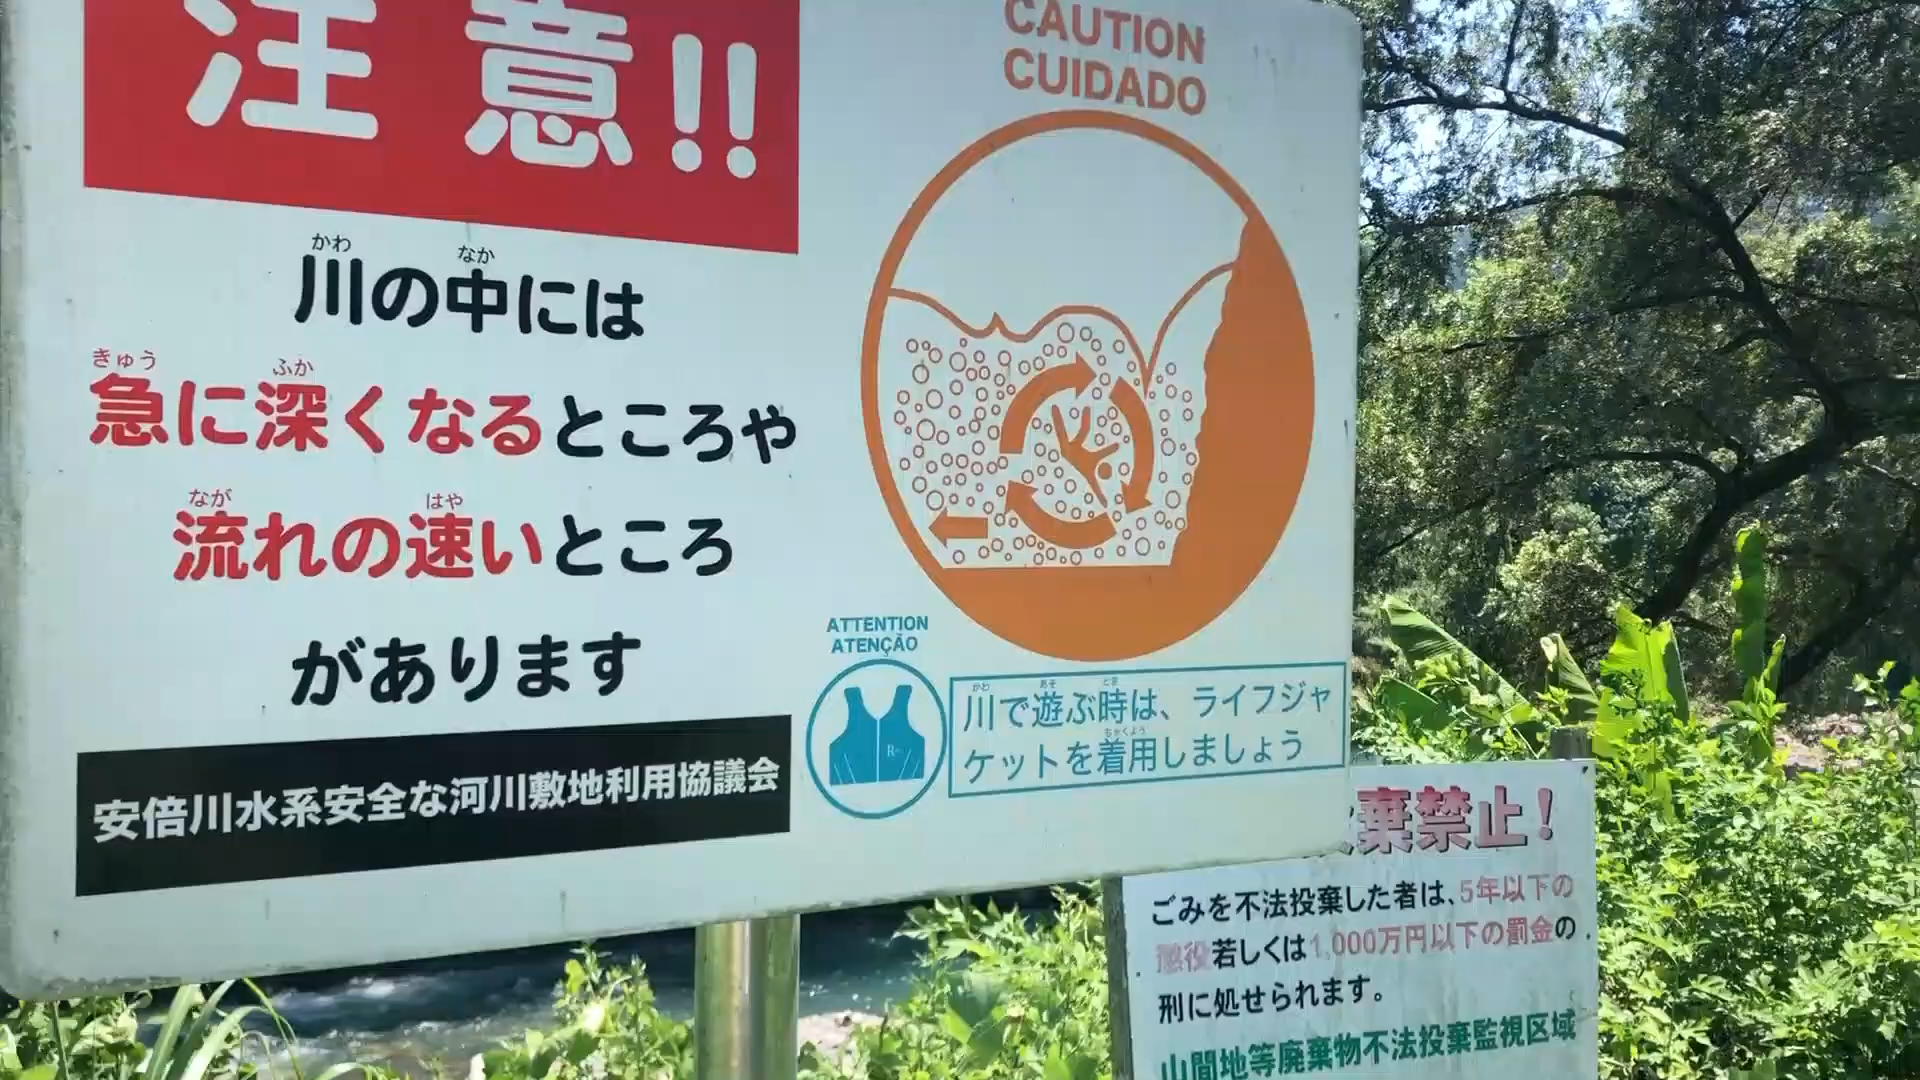 注意!!
かわ なか
川の中には
きゅう ふか
急に深くなるところや
なが はや
流れの速いところ
があります
安倍川水系安全な河川敷地利用協議会
CAUTION
CUIDADO
ATTENTION
ATENÇÃO
かわ あそ とき
川で遊ぶ時は、ライフジャ
ちゃくよう
ケットを着用しましょう
棄禁止!
ごみを不法投棄した者は、5年以下の
懲役若しくは1,000万円以下の罰金の
刑に処せられます。
山間地等廃棄物不法投棄監視区域